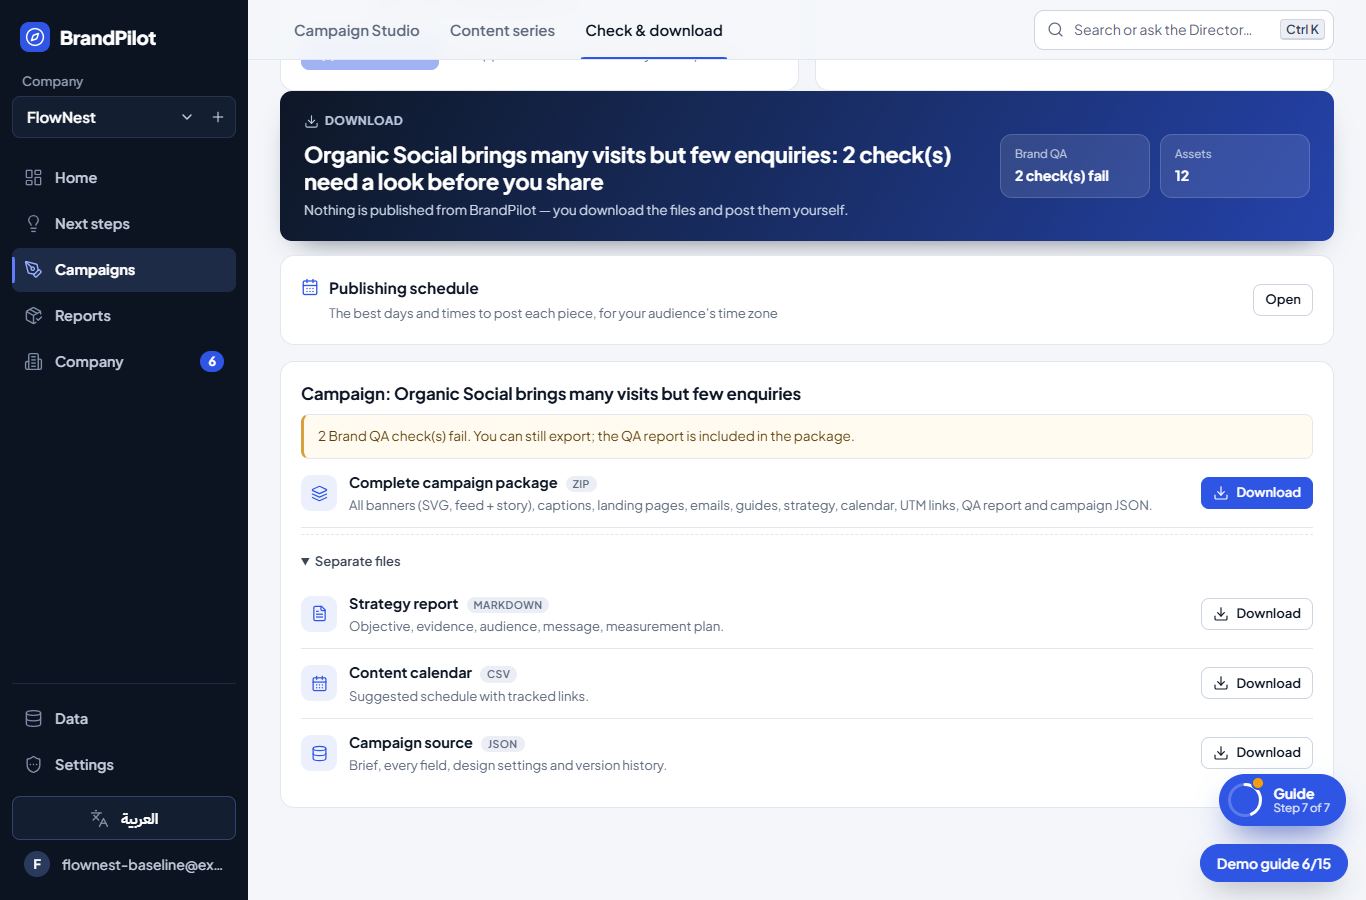 BrandPilot
Company
FlowNest
Home
Next steps
Campaigns
Reports
Company 6
Data
Settings
العربية
F flownest-baseline@ex...
Campaign Studio Content series Check & download
Search or ask the Director... Ctrl K
DOWNLOAD
Organic Social brings many visits but few enquiries: 2 check(s)
need a look before you share
Nothing is published from BrandPilot — you download the files and post them yourself.
Brand QA
2 check(s) fail
Assets
12
Publishing schedule
The best days and times to post each piece, for your audience's time zone
Open
Campaign: Organic Social brings many visits but few enquiries
2 Brand QA check(s) fail. You can still export; the QA report is included in the package.
Complete campaign package ZIP
All banners (SVG, feed + story), captions, landing pages, emails, guides, strategy, calendar, UTM links, QA report and campaign JSON.
Download
Separate files
Strategy report MARKDOWN
Objective, evidence, audience, message, measurement plan.
Download
Content calendar CSV
Suggested schedule with tracked links.
Download
Campaign source JSON
Brief, every field, design settings and version history.
Download
Guide
Step 7 of 7
Demo guide 6/15